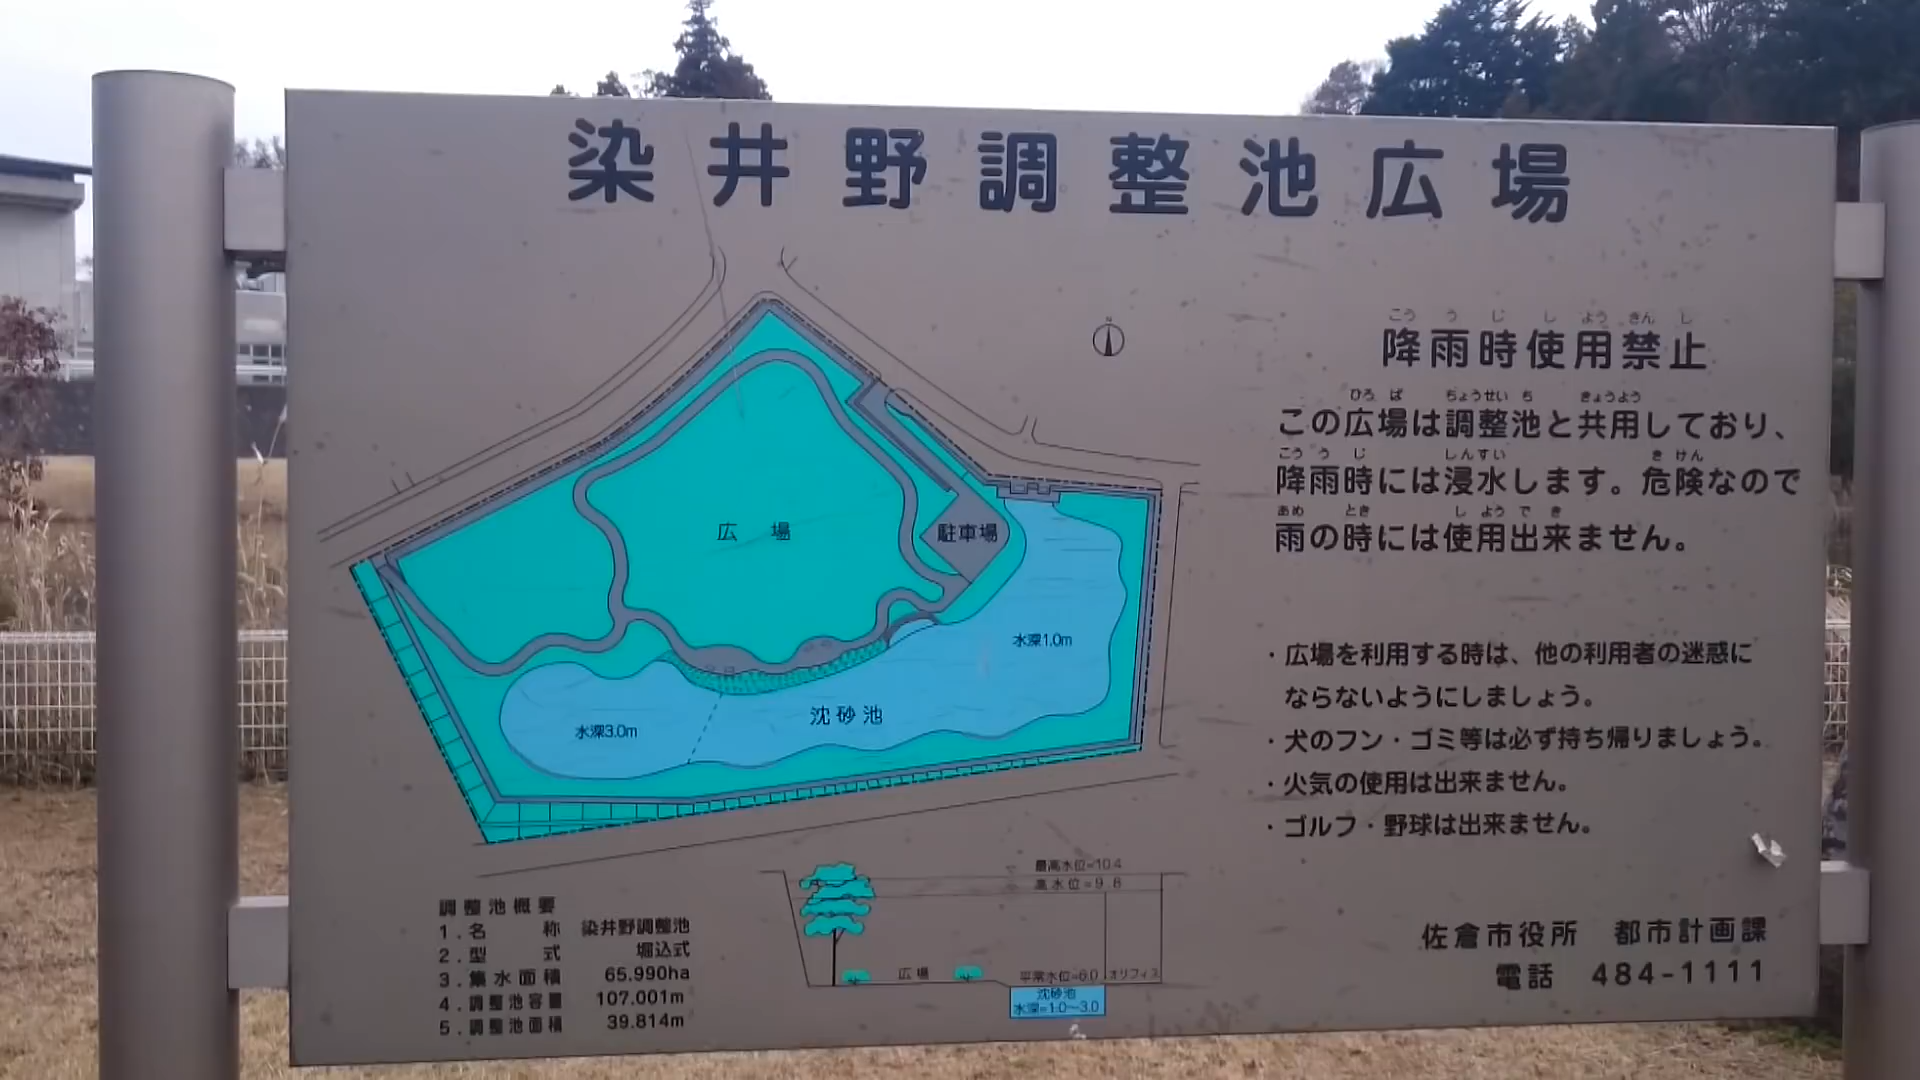 染井野調整池広場
N
こう う じ し よう きん し
降雨時使用禁止
ひろ ば ちょうせい ち きょうよう
この広場は調整池と共用しており、
こう う じ しんすい き けん
降雨時には浸水します。危険なので
あめ とき し よう で き
雨の時には使用出来ません。
広 場
駐車場
水深1.0m
沈砂池
水深3.0m
・広場を利用する時は、他の利用者の迷惑に
ならないようにしましょう。
・犬のフン・ゴミ等は必ず持ち帰りましょう。
・火気の使用は出来ません。
・ゴルフ・野球は出来ません。
最高水位=10.4
高水位=9.8
広場
平常水位=6.0 オリフィス
沈砂池
水深=1.0~3.0
調整池概要
1.名 称 染井野調整池
2.型 式 堀込式
3.集水面積 65.990ha
4.調整池容量 107.001m
5.調整池面積 39.814m
佐倉市役所 都市計画課
電話 484-1111